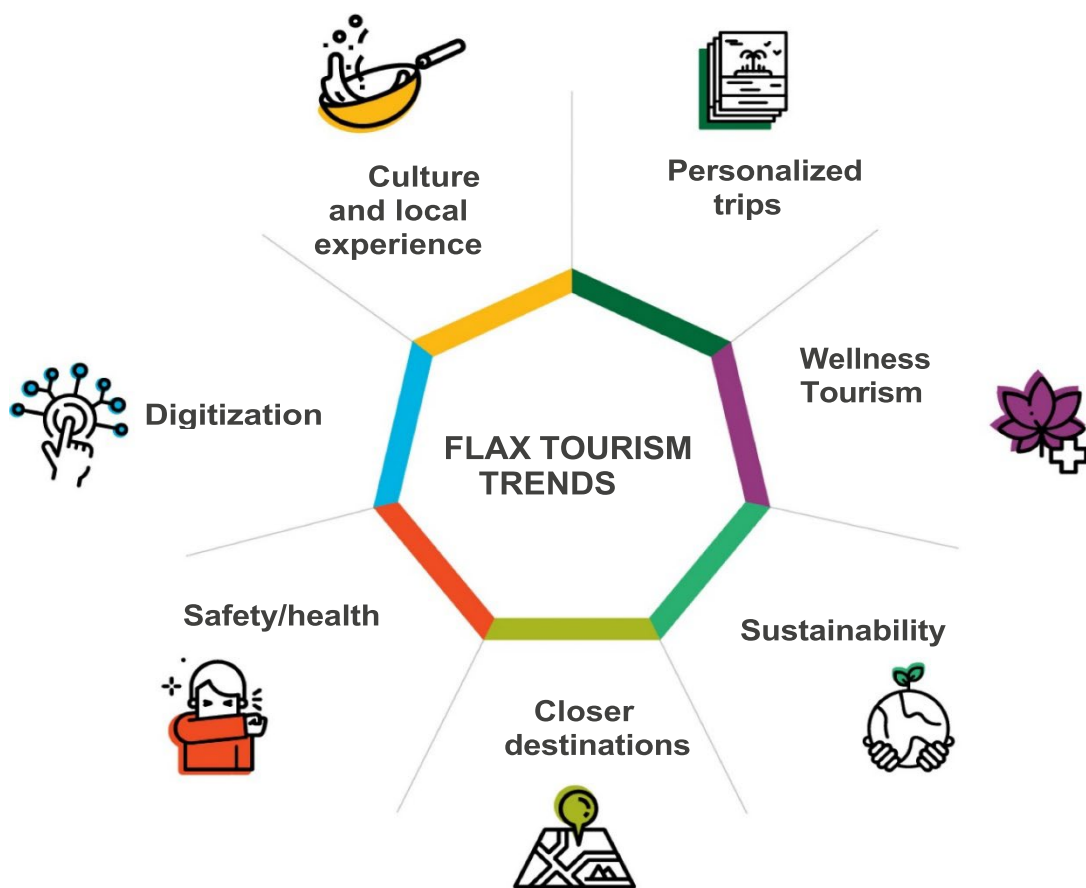 Culture
and local
experience
Personalized
trips
Wellness
Tourism
Digitization
FLAX TOURISM
TRENDS
Safety/health
Sustainability
Closer
destinations